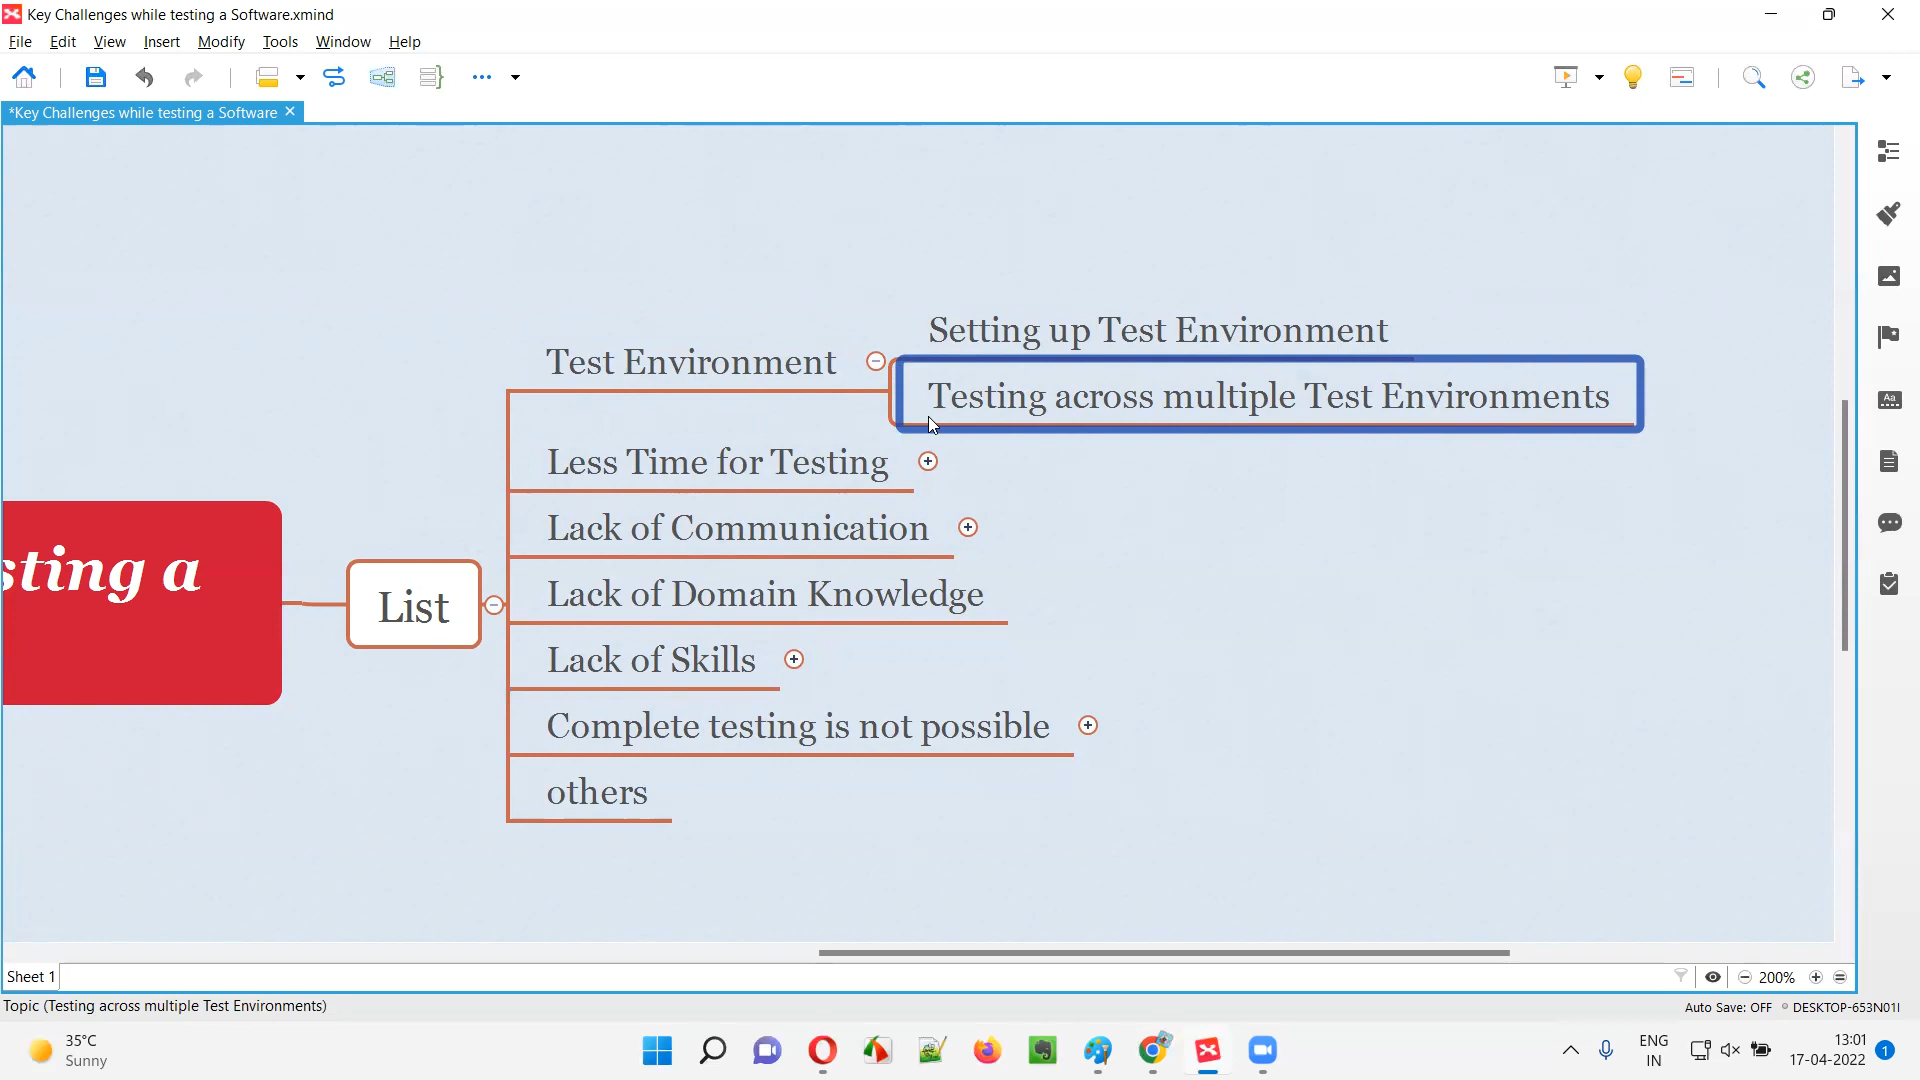 Key Challenges while testing a Software.xmind
File Edit View Insert Modify Tools Window Help
*Key Challenges while testing a Software
Setting up Test Environment
Test Environment
Testing across multiple Test Environments
Less Time for Testing
Lack of Communication
sting a
List
Lack of Domain Knowledge
Lack of Skills
Complete testing is not possible
others
Sheet 1
200%
Topic (Testing across multiple Test Environments)
Auto Save: OFF
DESKTOP-653N01I
35°C
Sunny
ENG
IN
13:01
17-04-2022
1
Aa